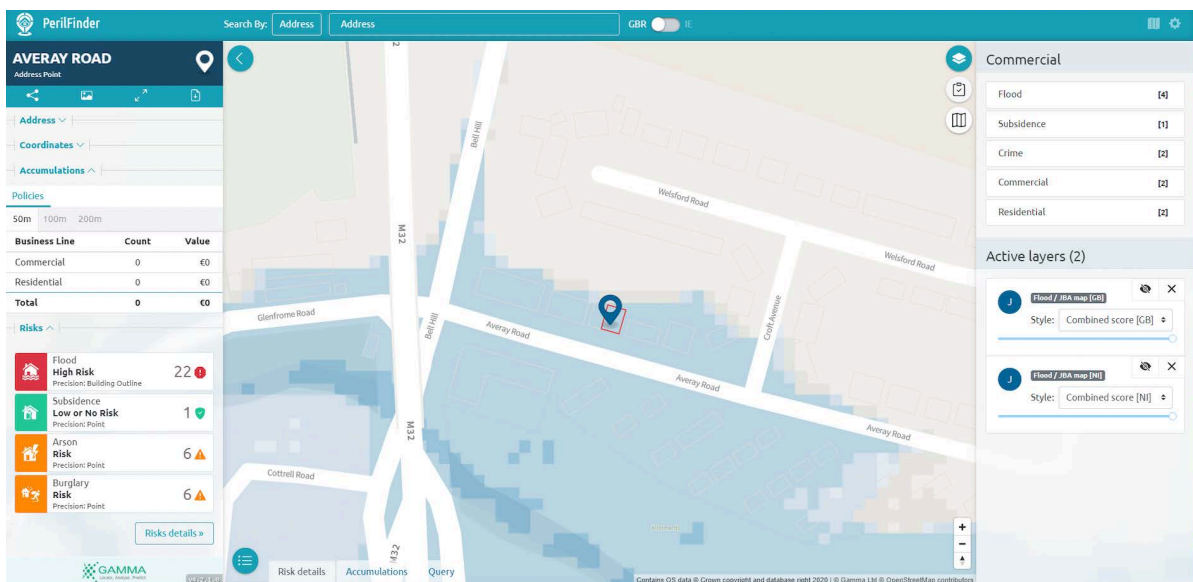 PerilFinder
Search By: Address Address GBR IE
AVERAY ROAD
Address Point
Address
Coordinates
Accumulations
Policies
50m 100m 200m
Business Line Count Value
Commercial 0 €0
Residential 0 €0
Total 0 €0
Risks
Flood
High Risk
Precision: Building Outline
22
Subsidence
Low or No Risk
Precision: Point
1
Arson
Risk
Precision: Point
6
Burglary
Risk
Precision: Point
6
Risks details »
GAMMA
Locate, Analyse, Predict
M32
Bell Hill
M32
Welsford Road
Welsford Road
Glenfrome Road
Bell Hill
Averay Road
Croft Avenue
Averay Road
Averay Road
M32
Cottrell Road
M32
Risk details Accumulations Query
Contains OS data © Crown copyright and database right 2020 | © Gamma Ltd © OpenStreetMap contributors
Commercial
Flood [4]
Subsidence [1]
Crime [2]
Commercial [2]
Residential [2]
Active layers (2)
J
Flood / JBA map [GB]
Style: Combined score [GB]
J
Flood / JBA map [NI]
Style: Combined score [NI]